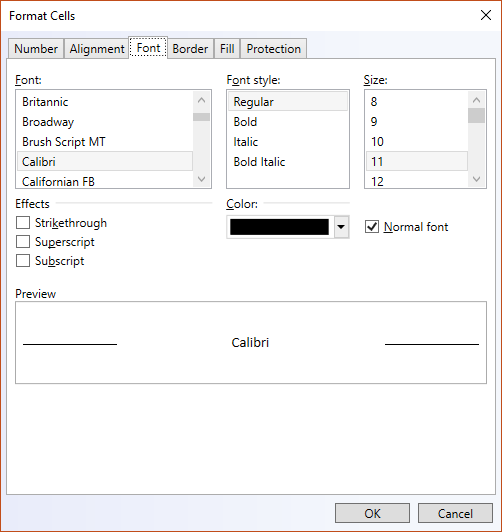 Format Cells
Number Alignment Font Border Fill Protection
Font: Font style: Size:
Britannic Regular 8
Broadway Bold 9
Brush Script MT Italic 10
Calibri Bold Italic 11
Californian FB 12
Effects Color:
Strikethrough Normal font
Superscript
Subscript
Preview
Calibri
OK Cancel